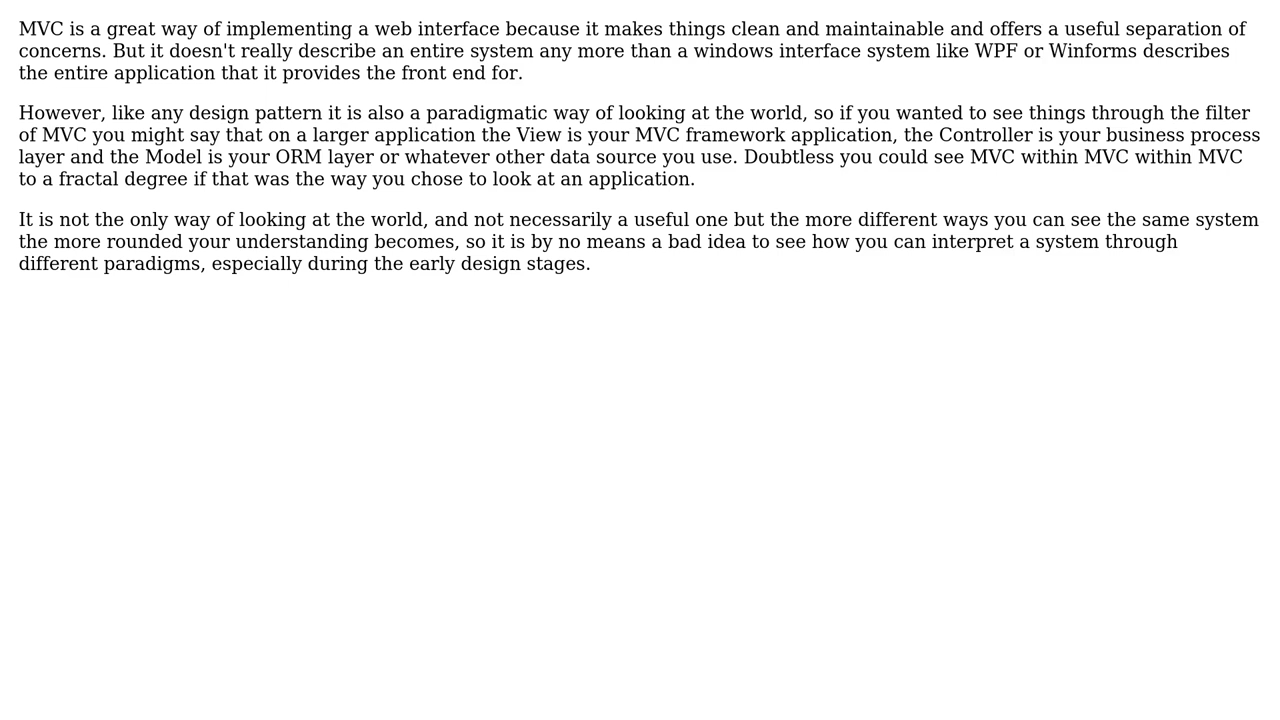 MVC is a great way of implementing a web interface because it makes things clean and maintainable and offers a useful separation of
concerns. But it doesn't really describe an entire system any more than a windows interface system like WPF or Winforms describes
the entire application that it provides the front end for.
However, like any design pattern it is also a paradigmatic way of looking at the world, so if you wanted to see things through the filter
of MVC you might say that on a larger application the View is your MVC framework application, the Controller is your business process
layer and the Model is your ORM layer or whatever other data source you use. Doubtless you could see MVC within MVC within MVC
to a fractal degree if that was the way you chose to look at an application.
It is not the only way of looking at the world, and not necessarily a useful one but the more different ways you can see the same system
the more rounded your understanding becomes, so it is by no means a bad idea to see how you can interpret a system through
different paradigms, especially during the early design stages.